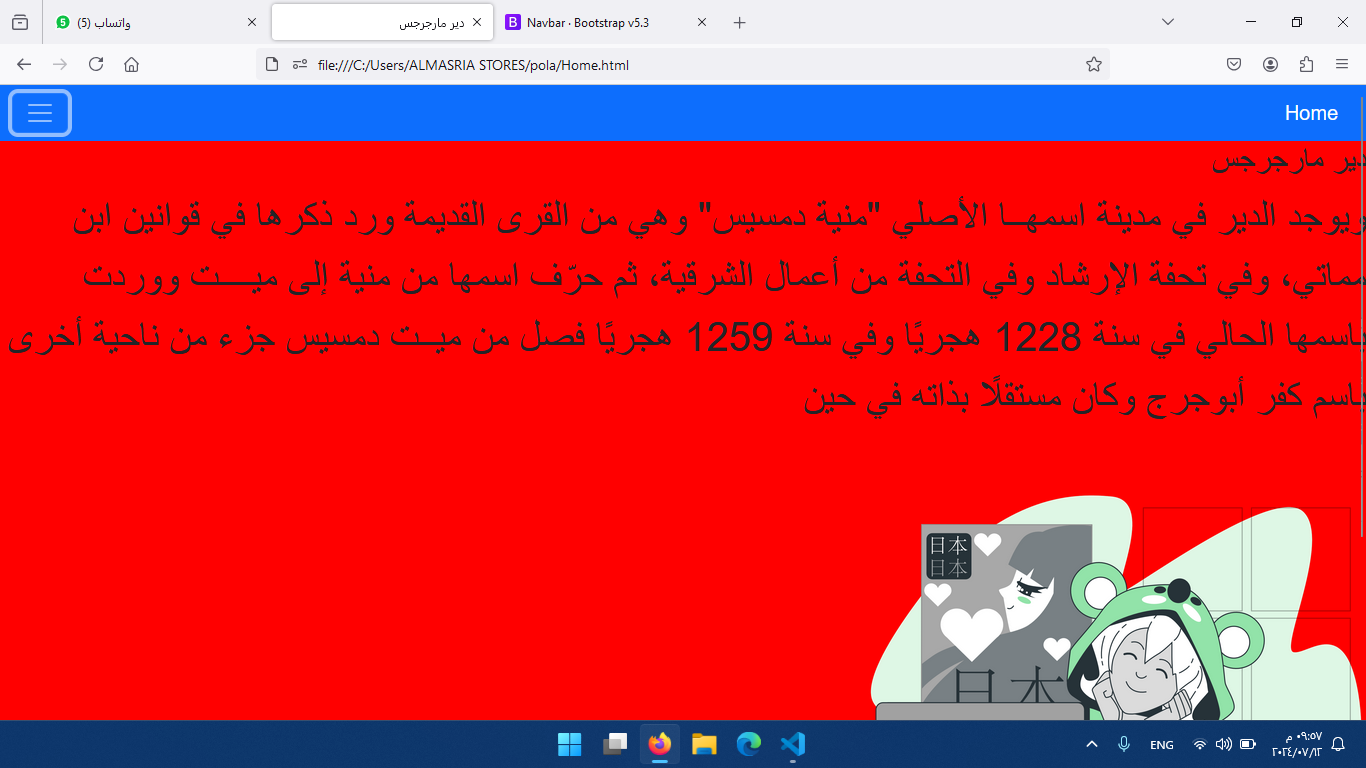 واتساب (5)
دير مارجرجس
Navbar · Bootstrap v5.3
file:///C:/Users/ALMASRIA STORES/pola/Home.html
Home
دير مارجرجس
ويوجد الدير في مدينة اسمهــا الأصلي "منية دمسيس" وهي من القرى القديمة ورد ذكرها في قوانين ابن
مماتي، وفي تحفة الإرشاد وفي التحفة من أعمال الشرقية، ثم حرّف اسمها من منية إلى ميــــت ووردت
باسمها الحالي في سنة 1228 هجريًا وفي سنة 1259 هجريًا فصل من ميــت دمسيس جزء من ناحية أخرى
باسم كفر أبوجرج وكان مستقلًا بذاته في حين
日本
日本
日本
ENG
٠٩:٥٧ م
٢٠٢٤/٠٧/١٢